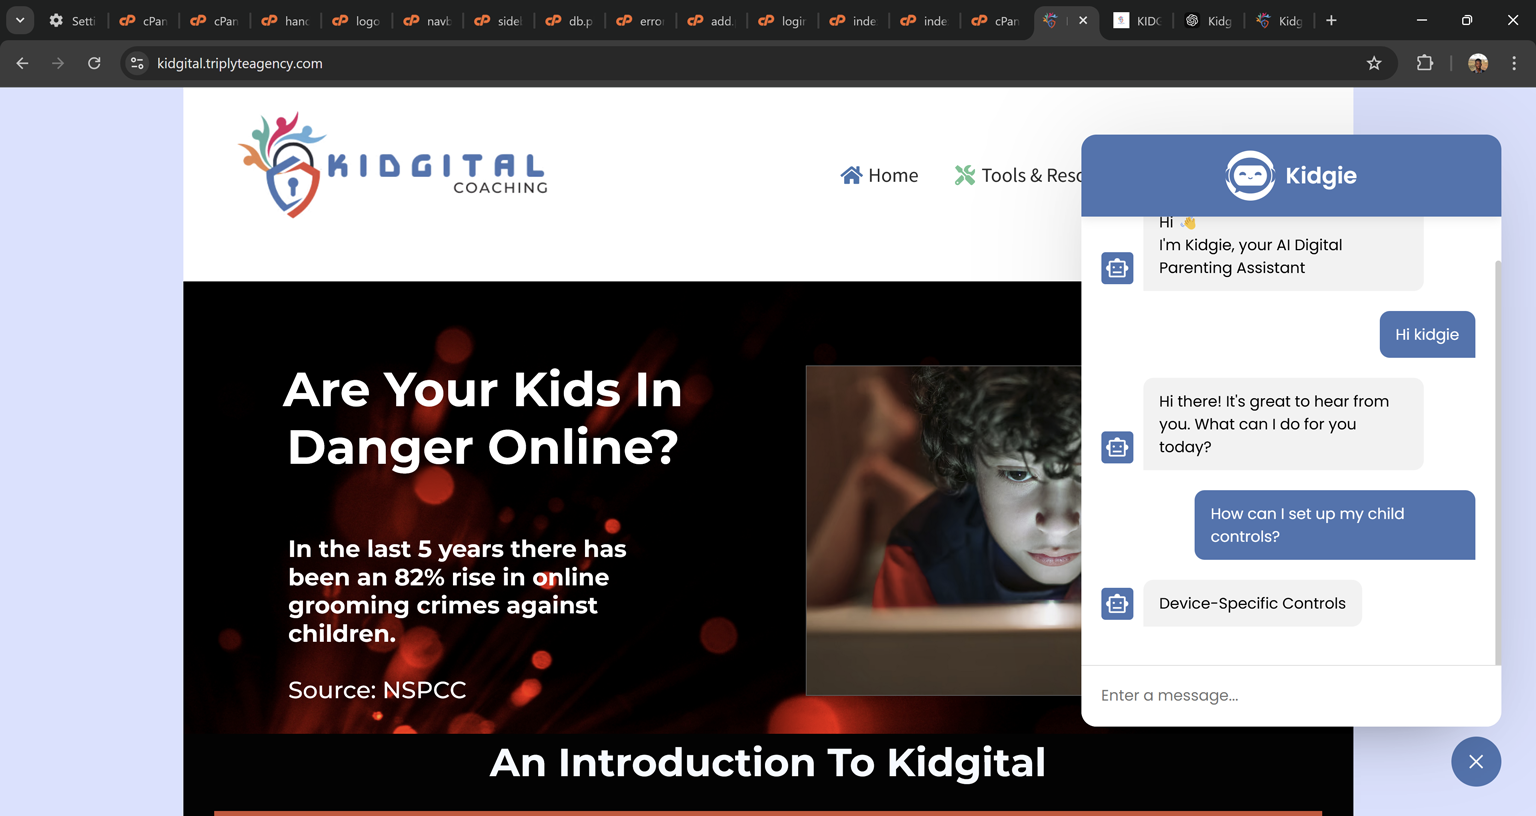 Setti
cPan
cPan
hand
logo
navb
sidel
db.p
error
add.
login
inde
inde
cPan
KIDG
Kidg
Kidg
kidgital.triplyteagency.com
KIDGITAL
COACHING
Home
Tools & Reso
Kidgie
Hi 👋
I'm Kidgie, your AI Digital
Parenting Assistant
Hi kidgie
Hi there! It's great to hear from
you. What can I do for you
today?
How can I set up my child
controls?
Device-Specific Controls
Enter a message...
Are Your Kids In
Danger Online?
In the last 5 years there has
been an 82% rise in online
grooming crimes against
children.
Source: NSPCC
An Introduction To Kidgital